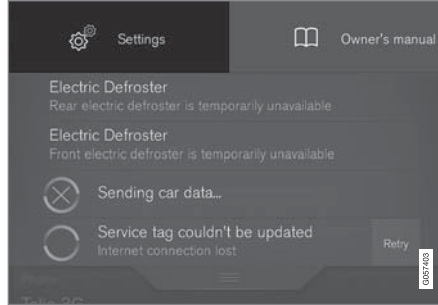 Settings
Owner's manual
Electric Defroster
Rear electric defroster is temporarily unavailable
Electric Defroster
Front electric defroster is temporarily unavailable
Sending car data...
Service tag couldn't be updated
Internet connection lost
Retry
G057403